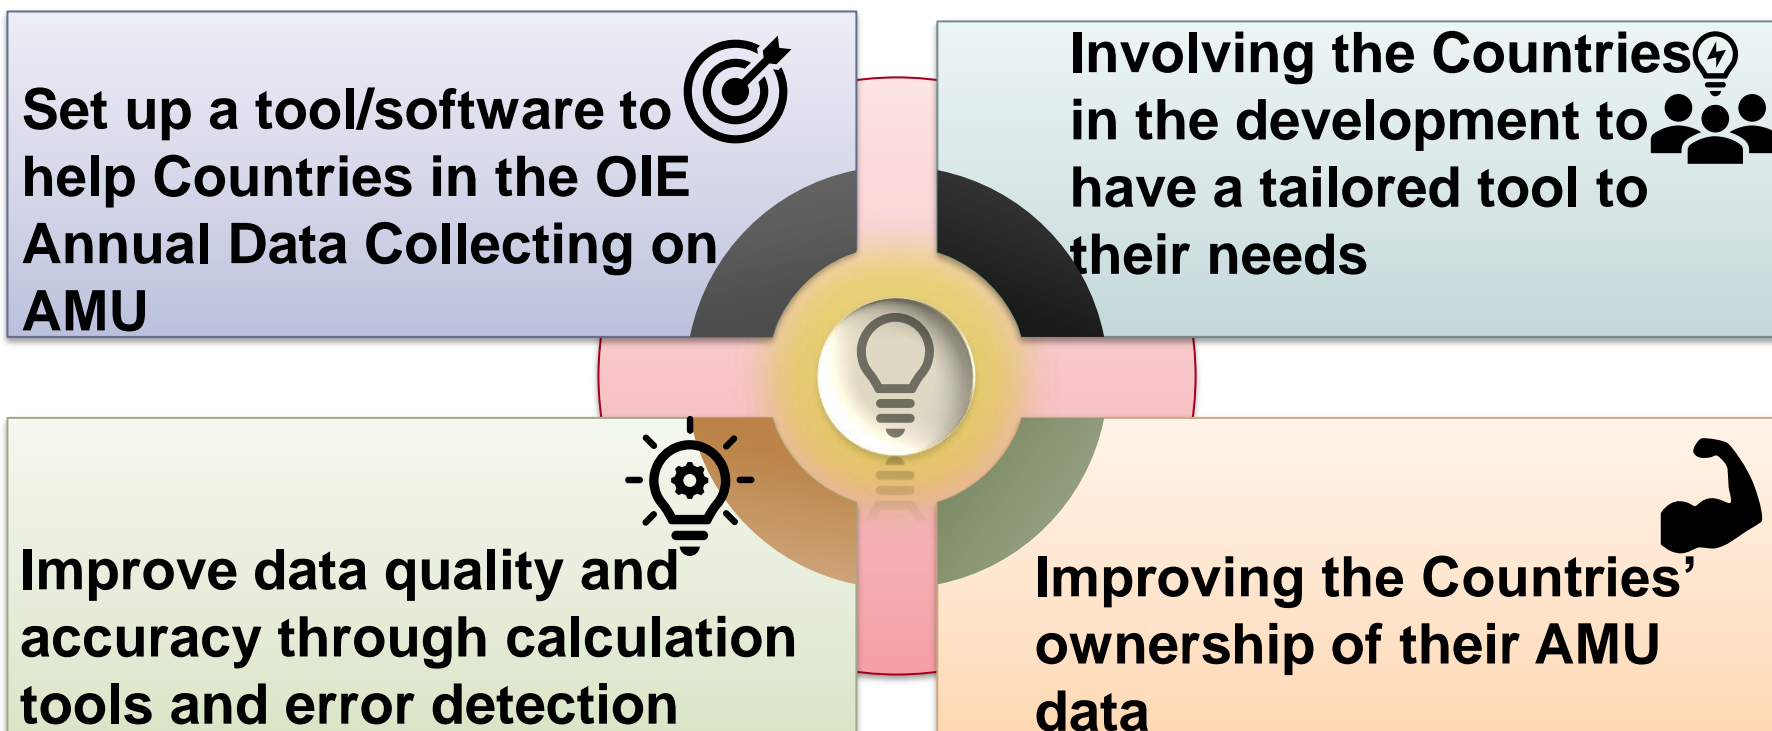 Set up a tool/software to
help Countries in the OIE
Annual Data Collecting on
AMU
Involving the Countries
in the development to
have a tailored tool to
their needs
Improve data quality and
accuracy through calculation
tools and error detection
Improving the Countries’
ownership of their AMU
data